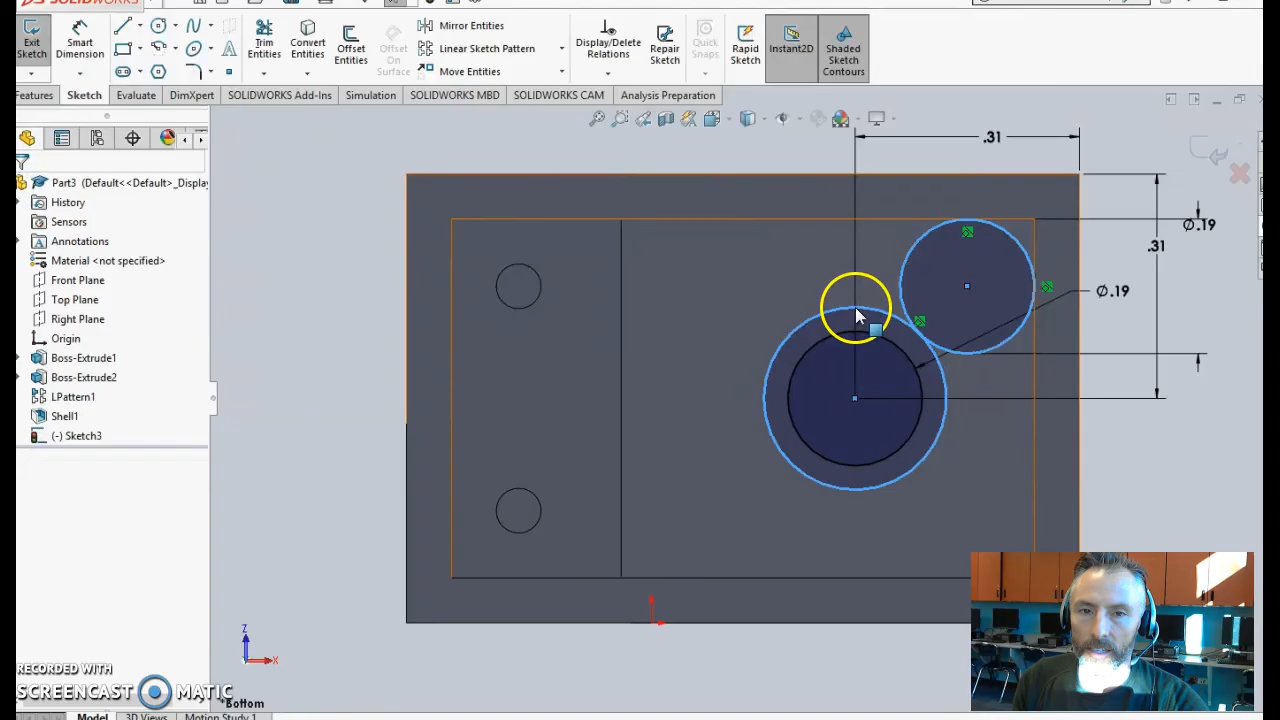 SOLIDWORKS
Exit Sketch
Smart Dimension
Trim Entities
Convert Entities
Offset Entities
Offset On Surface
Mirror Entities
Linear Sketch Pattern
Move Entities
Display/Delete Relations
Repair Sketch
Quick Snaps
Rapid Sketch
Instant2D
Shaded Sketch Contours
Features Sketch Evaluate DimXpert SOLIDWORKS Add-Ins Simulation SOLIDWORKS MBD SOLIDWORKS CAM Analysis Preparation
Part3 (Default<<Default>_Display
History
Sensors
Annotations
Material <not specified>
Front Plane
Top Plane
Right Plane
Origin
Boss-Extrude1
Boss-Extrude2
LPattern1
Shell1
(-) Sketch3
.31
Ø.19
.31
Ø.19
Z
X
RECORDED WITH
SCREENCAST MATIC
*Bottom
Model 3D Views Motion Study 1